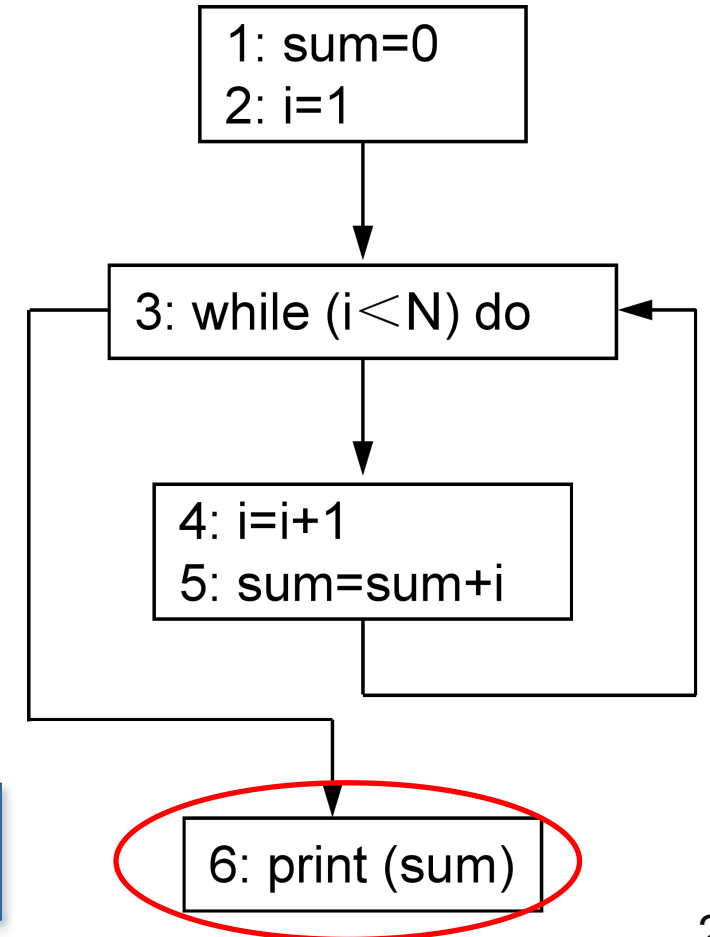 1: sum=0
2: i=1
3: while (i<N) do
4: i=i+1
5: sum=sum+i
6: print (sum)